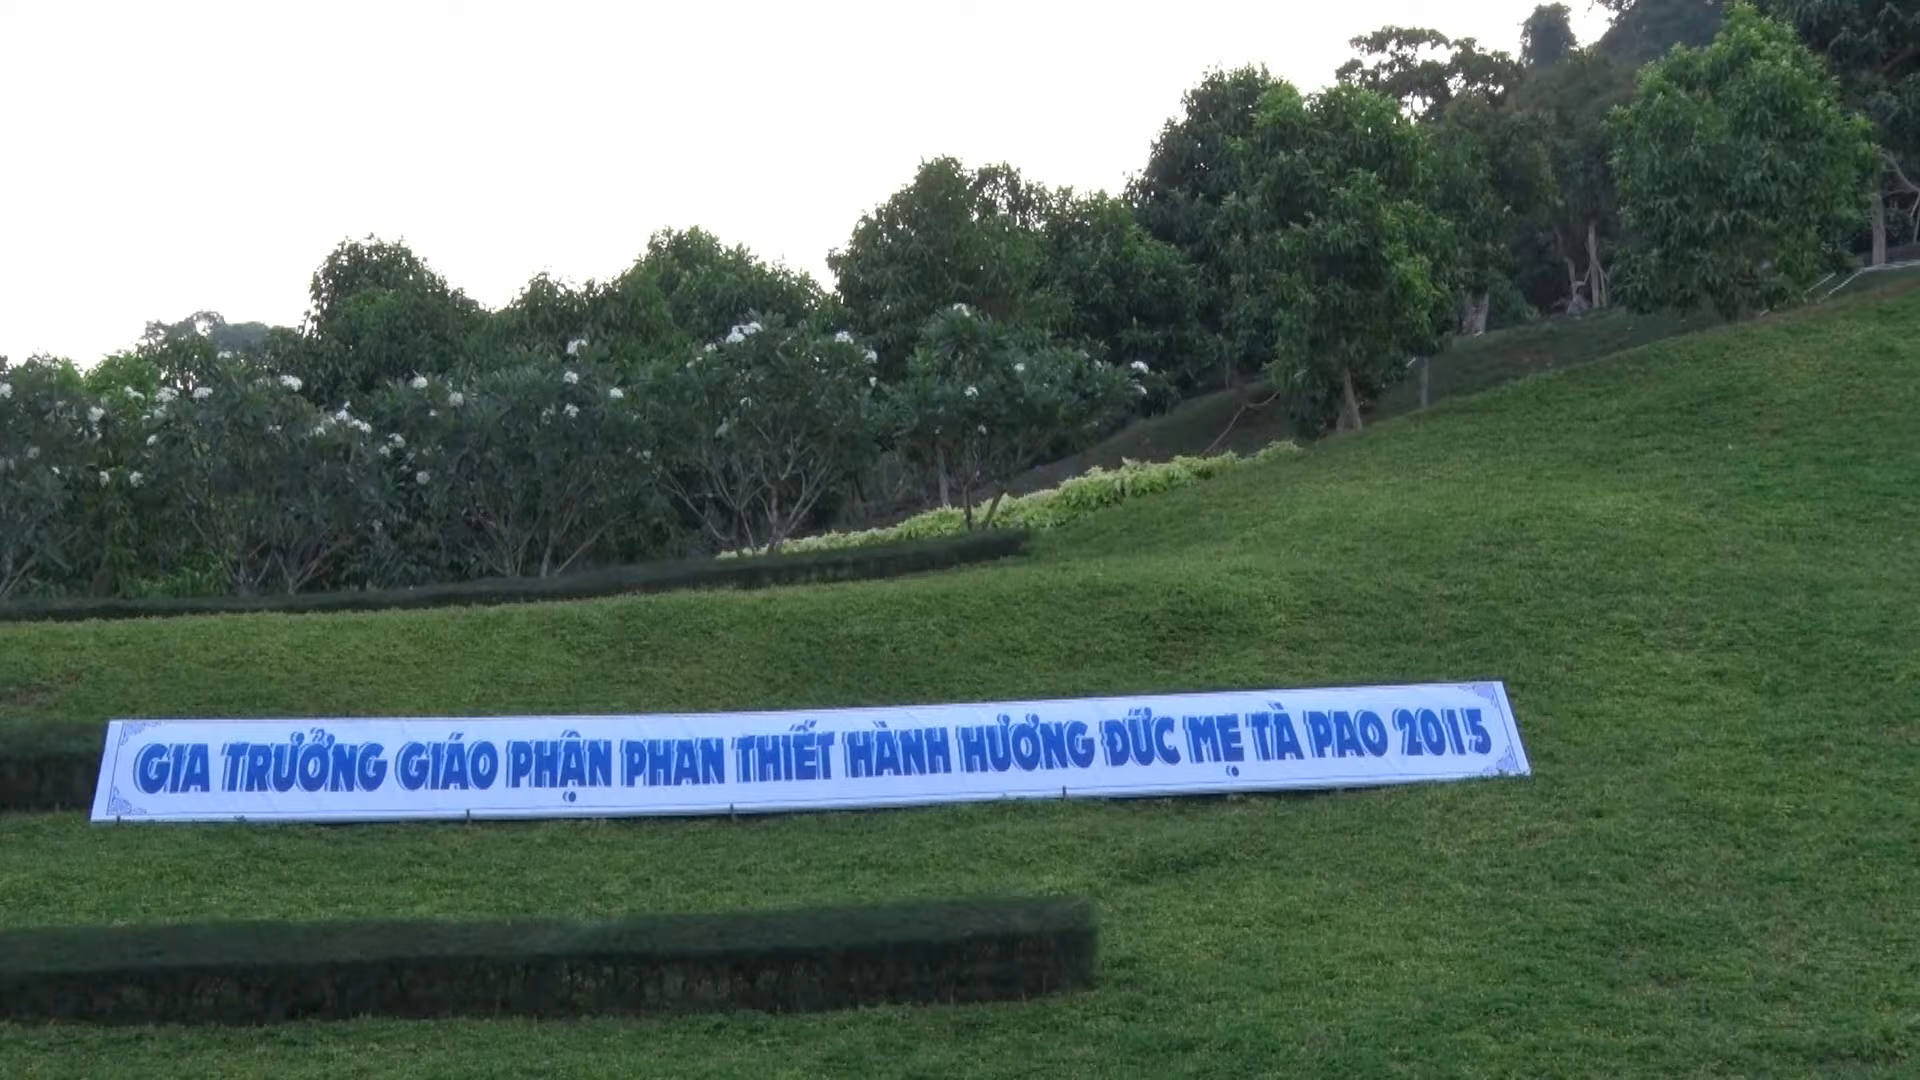 GIA TRƯỞNG GIÁO PHẬN PHAN THIẾT HÀNH HƯƠNG ĐỨC MẸ TÀ PAO 2015